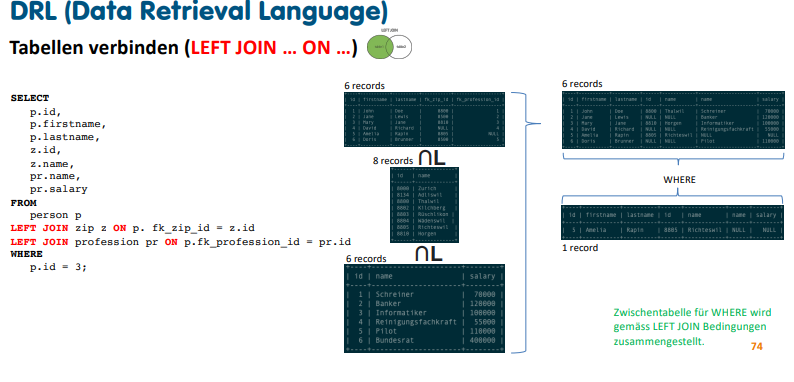 DRL (Data Retrieval Language)
Tabellen verbinden (LEFT JOIN … ON …)
LEFT JOIN
SELECT
p.id,
p.firstname,
p.lastname,
z.id,
z.name,
pr.name,
pr.salary
FROM
person p
LEFT JOIN zip z ON p. fk_zip_id = z.id
LEFT JOIN profession pr ON p.fk_profession_id = pr.id
WHERE
p.id = 3;
6 records
| id | firstname | lastname | fk_zip_id | fk_profession_id |
| 1 | John | Doe | 8800 | 1 |
| 2 | Jane | Lewis | 8500 | 2 |
| 3 | Mary | Jane | 8810 | 3 |
| 4 | David | Richard | NULL | 4 |
| 5 | Amelia | Rapin | 8805 | NULL |
| 6 | Doris | Brunner | 8500 | 5 |
8 records ∩L
| id | name |
| 8000 | Zurich
| 8134 | Adliswil
| 8800 | Thalwil
| 8802 | Kilchberg
| 8803 | Rüschlikon |
| 8804 | Wädenswil
| 8805 | Richteswil |
| 8810 | Horgen
∩L
6 records
| id | name | salary |
| 1 | Schreiner | 70000 |
| 2 | Banker | 120000 |
| 3 | Informatiker | 100000 |
| 4 | Reinigungsfachkraft | 55000 |
| 5 | Pilot | 110000 |
| 6 | Bundesrat | 400000 |
6 records
| id | firstname | lastname | id | name | name | salary |
| 1 | John | Doe | 8800 | Thalwil | Schreiner | 70000 |
| 2 | Jane | Lewis | NULL | NULL | Banker | 120000 |
| 3 | Mary | Jane | 8810 | Horgen | Informatiker | 100000 |
| 4 | David | Richard | NULL | NULL | Reinigungsfachkraft | 55000 |
| 5 | Amelia | Rapin | 8805 | Richteswil | NULL | NULL |
| 6 | Doris | Brunner | NULL | NULL | Pilot | 110000 |
WHERE
| id | firstname | lastname | id | name | name | salary |
| 5 | Amelia | Rapin | 8805 | Richteswil | NULL | NULL |
1 record
Zwischentabelle für WHERE wird
gemäss LEFT JOIN Bedingungen
zusammengestellt.
74